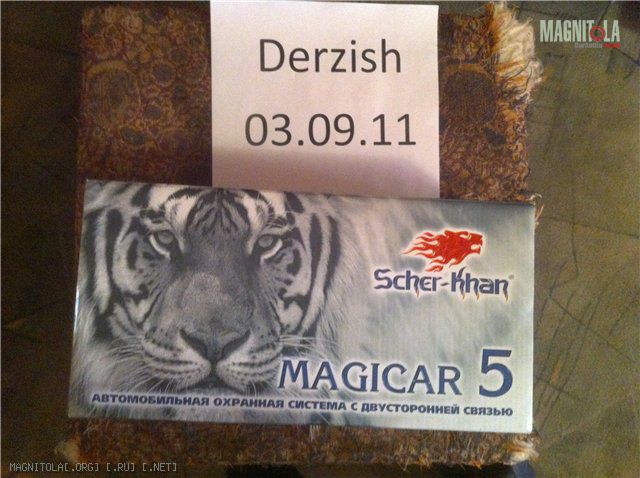 MAGNITOLA
Derzish
03.09.11
Scher-Khan®
MAGICAR 5
АВТОМОБИЛЬНАЯ ОХРАННАЯ СИСТЕМА С ДВУСТОРОННЕЙ СВЯЗЬЮ
MAGNITOLA[.ORG] [.RU] [.NET]